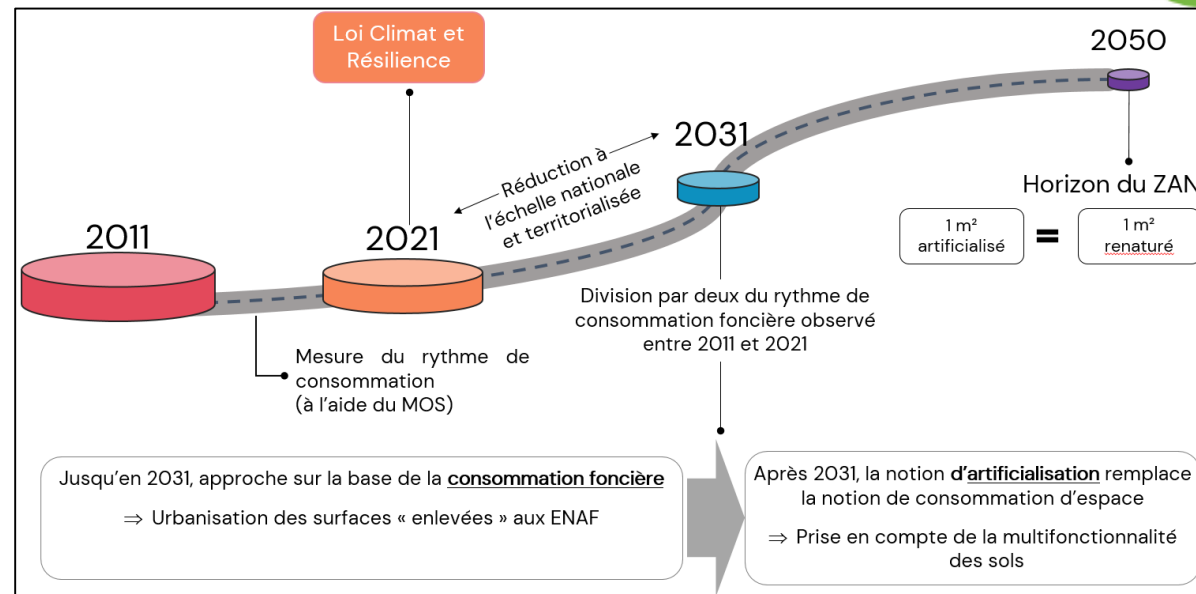 Loi Climat et
Résilience
2011
2021
2031
2050
Réduction à
l'échelle nationale
et territorialisée
Horizon du ZAN
1 m²
artificialisé
=
1 m²
renaturé
Mesure du rythme de
consommation
(à l'aide du MOS)
Division par deux du rythme de
consommation foncière observé
entre 2011 et 2021
Jusqu'en 2031, approche sur la base de la consommation foncière
⇒ Urbanisation des surfaces « enlevées » aux ENAF
Après 2031, la notion d'artificialisation remplace
la notion de consommation d'espace
⇒ Prise en compte de la multifonctionnalité
des sols